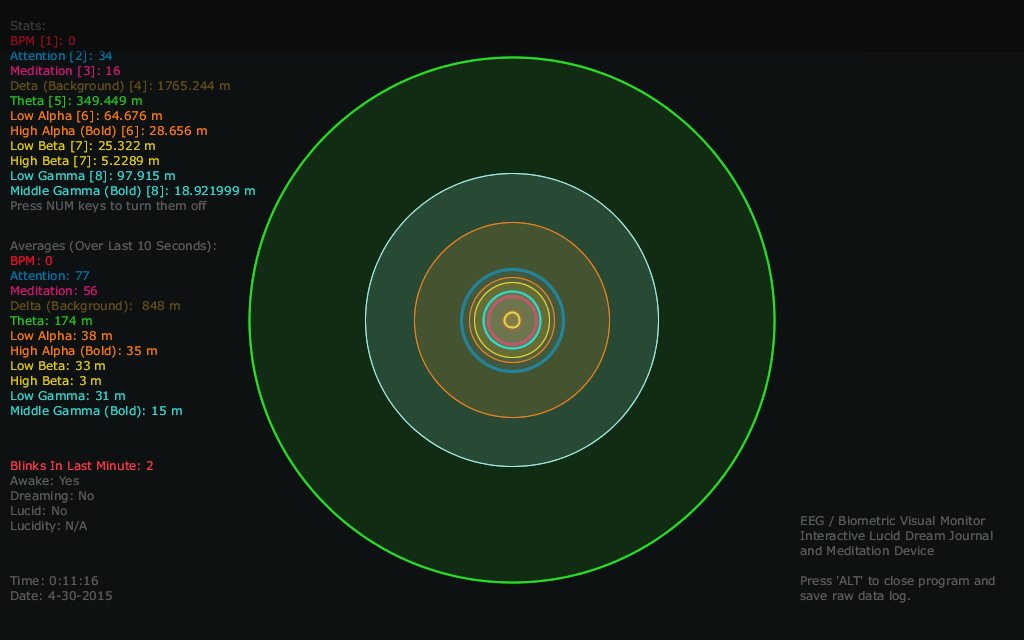 Stats:
BPM [1]: 0
Attention [2]: 34
Meditation [3]: 16
Deta (Background) [4]: 1765.244 m
Theta [5]: 349.449 m
Low Alpha [6]: 64.676 m
High Alpha (Bold) [6]: 28.656 m
Low Beta [7]: 25.322 m
High Beta [7]: 5.2289 m
Low Gamma [8]: 97.915 m
Middle Gamma (Bold) [8]: 18.921999 m
Press NUM keys to turn them off
Averages (Over Last 10 Seconds):
BPM: 0
Attention: 77
Meditation: 56
Delta (Background):  848 m
Theta: 174 m
Low Alpha: 38 m
High Alpha (Bold): 35 m
Low Beta: 33 m
High Beta: 3 m
Low Gamma: 31 m
Middle Gamma (Bold): 15 m
Blinks In Last Minute: 2
Awake: Yes
Dreaming: No
Lucid: No
Lucidity: N/A
Time: 0:11:16
Date: 4-30-2015
EEG / Biometric Visual Monitor
Interactive Lucid Dream Journal
and Meditation Device
Press 'ALT' to close program and
save raw data log.